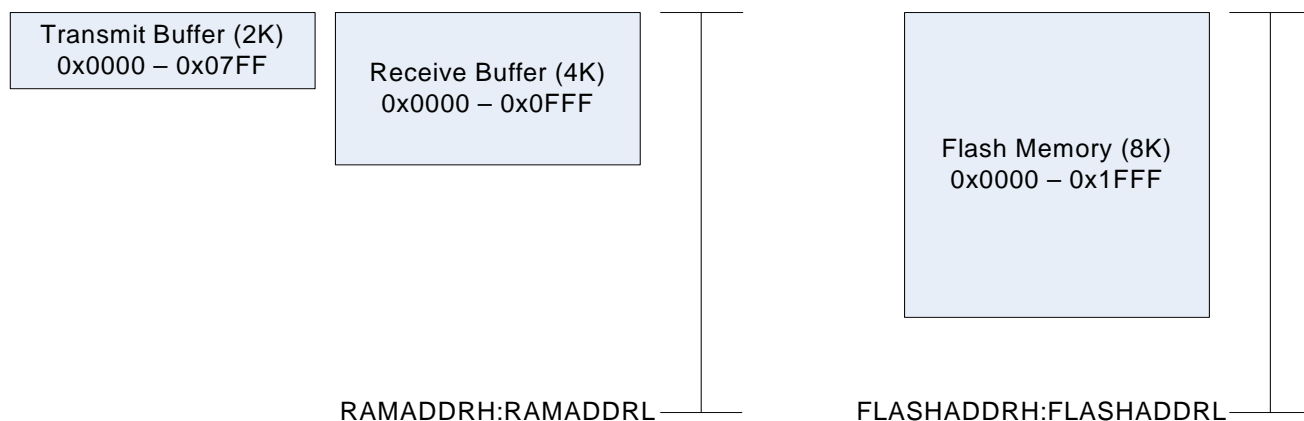 Transmit Buffer (2K)
0x0000 – 0x07FF
Receive Buffer (4K)
0x0000 – 0x0FFF
Flash Memory (8K)
0x0000 – 0x1FFF
RAMADDRH:RAMADDRL
FLASHADDRH:FLASHADDRL